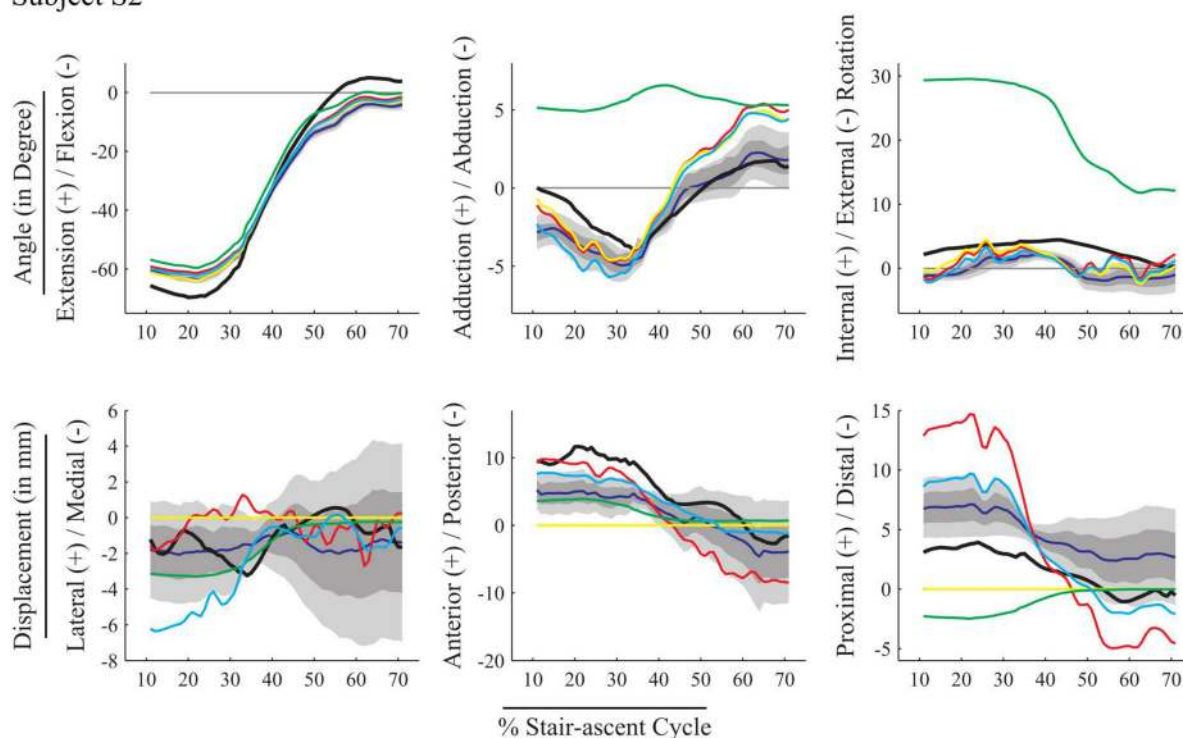 Subject S2
Angle (in Degree)
Extension (+) / Flexion (-)
0
-20
-40
-60
10 20 30 40 50 60 70
Adduction (+) / Abduction (-)
5
0
-5
10 20 30 40 50 60 70
Internal (+) / External (-) Rotation
30
20
10
0
10 20 30 40 50 60 70
Displacement (in mm)
Lateral (+) / Medial (-)
6
4
2
0
-2
-4
-6
-8
10 20 30 40 50 60 70
Anterior (+) / Posterior (-)
10
0
-10
-20
10 20 30 40 50 60 70
Proximal (+) / Distal (-)
15
10
5
0
-5
10 20 30 40 50 60 70
% Stair-ascent Cycle